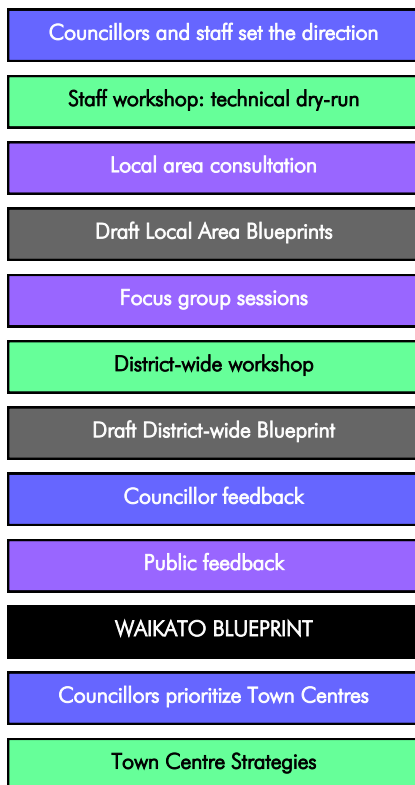 Councillors and staff set the direction
Staff workshop: technical dry-run
Local area consultation
Draft Local Area Blueprints
Focus group sessions
District-wide workshop
Draft District-wide Blueprint
Councillor feedback
Public feedback
WAIKATO BLUEPRINT
Councillors prioritize Town Centres
Town Centre Strategies